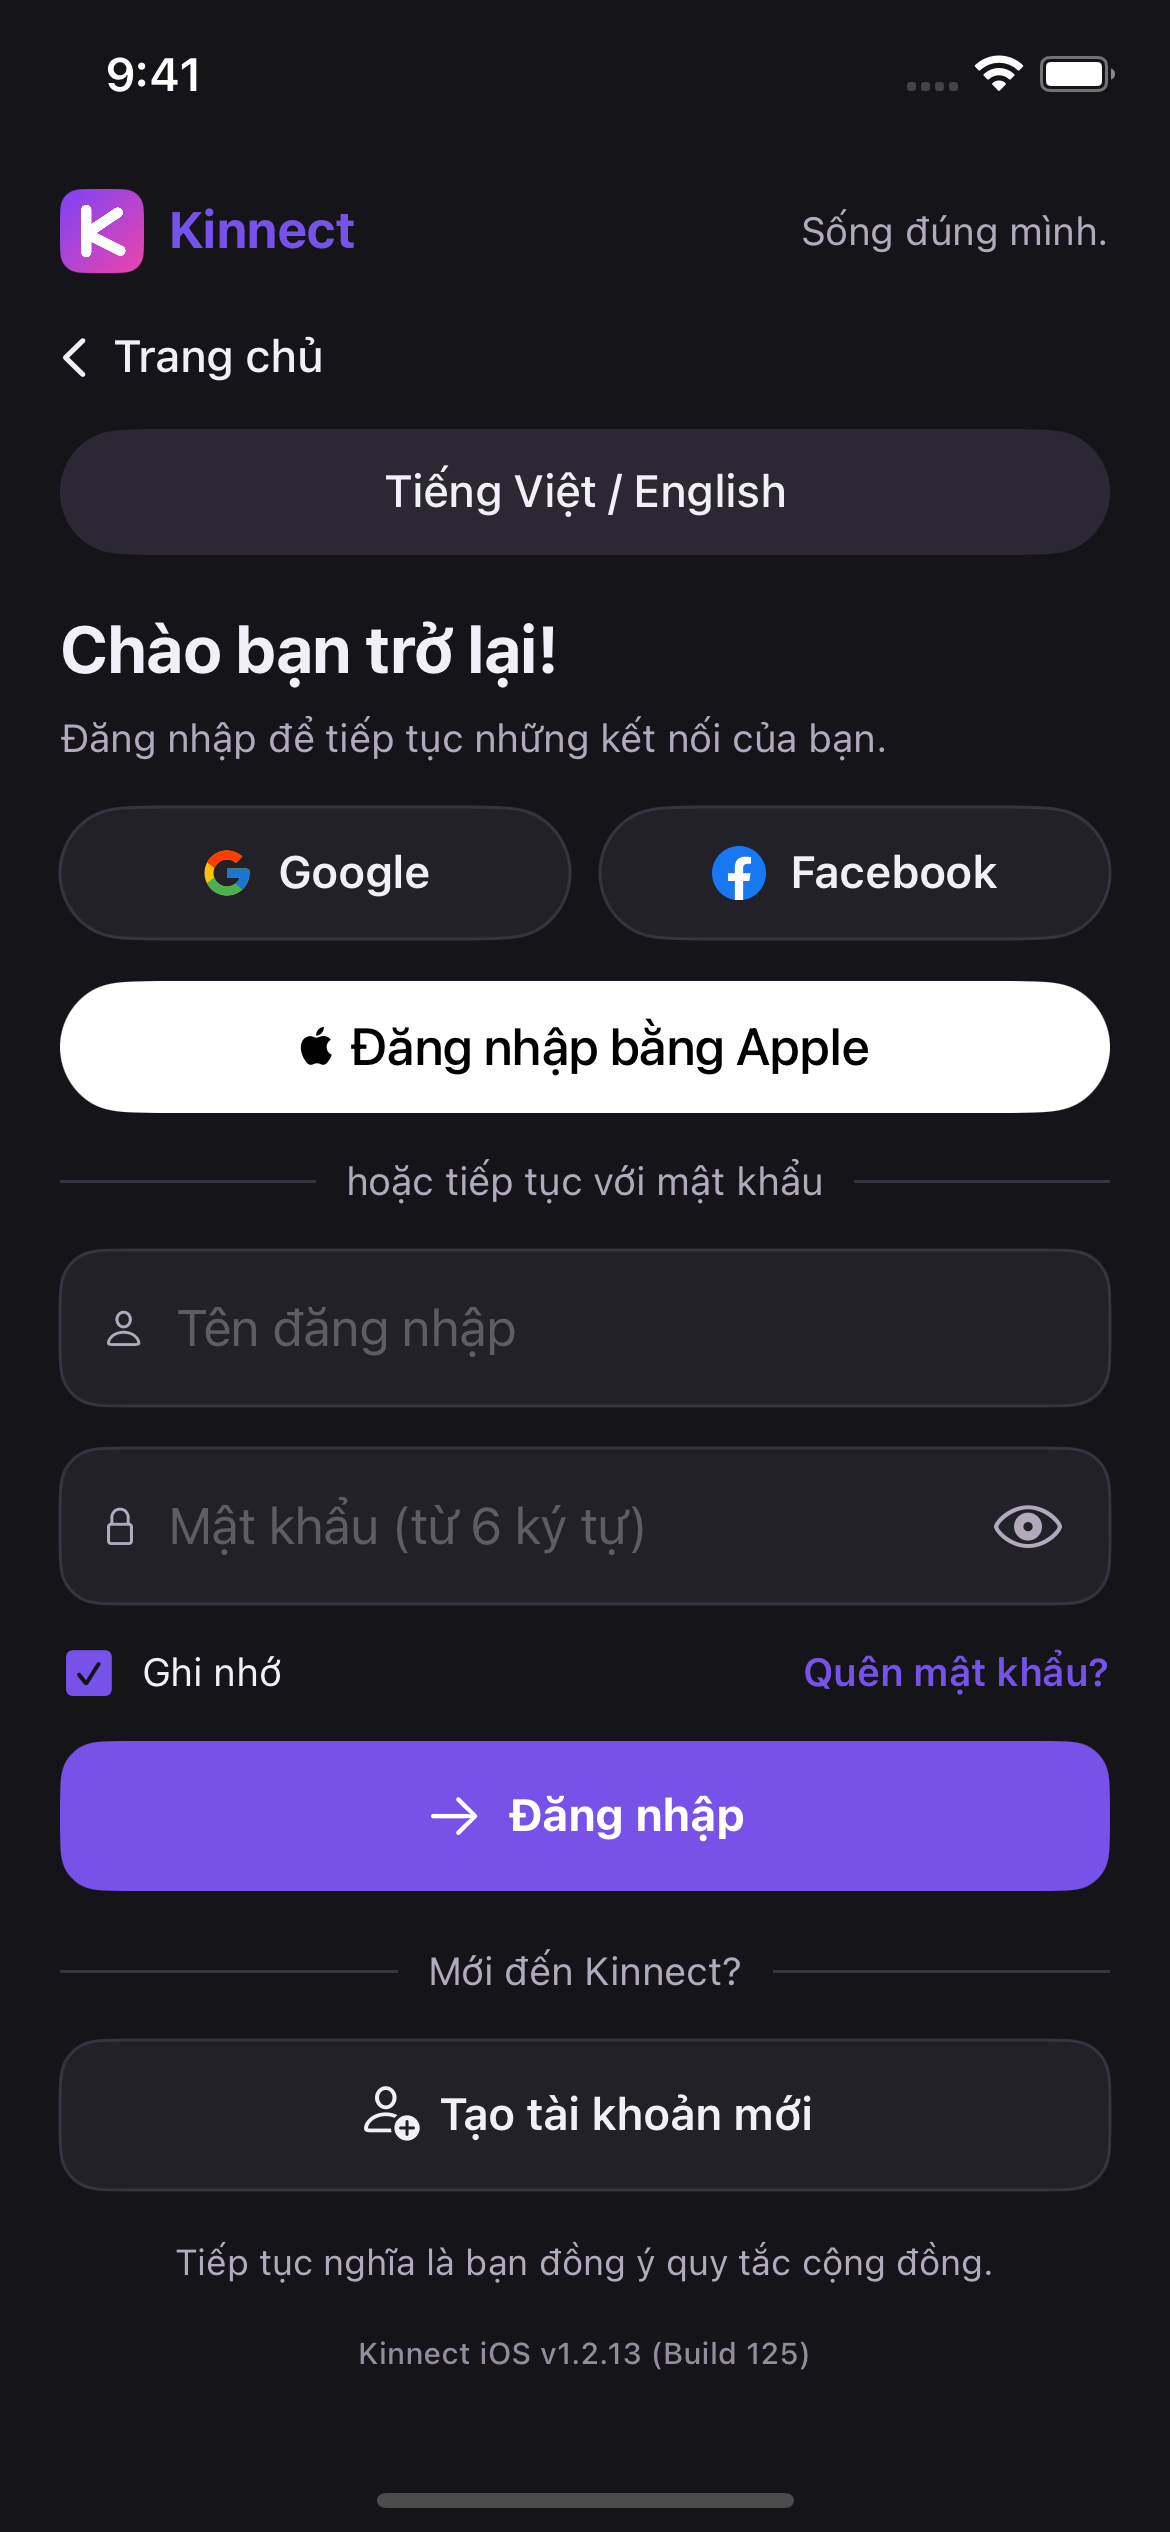 9:41
Kinnect
Sống đúng mình.
Trang chủ
Tiếng Việt / English
Chào bạn trở lại!
Đăng nhập để tiếp tục những kết nối của bạn.
Google
Facebook
Đăng nhập bằng Apple
hoặc tiếp tục với mật khẩu
Tên đăng nhập
Mật khẩu (từ 6 ký tự)
Ghi nhớ
Quên mật khẩu?
Đăng nhập
Mới đến Kinnect?
Tạo tài khoản mới
Tiếp tục nghĩa là bạn đồng ý quy tắc cộng đồng.
Kinnect iOS v1.2.13 (Build 125)